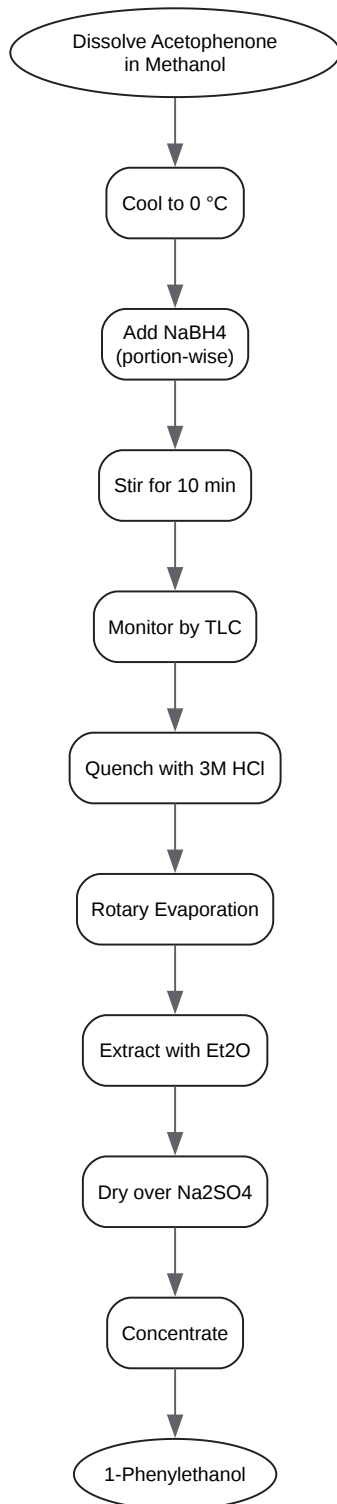 Dissolve Acetophenone
in Methanol
Cool to 0 °C
Add NaBH4
(portion-wise)
Stir for 10 min
Monitor by TLC
Quench with 3M HCl
Rotary Evaporation
Extract with Et2O
Dry over Na2SO4
Concentrate
1-Phenylethanol